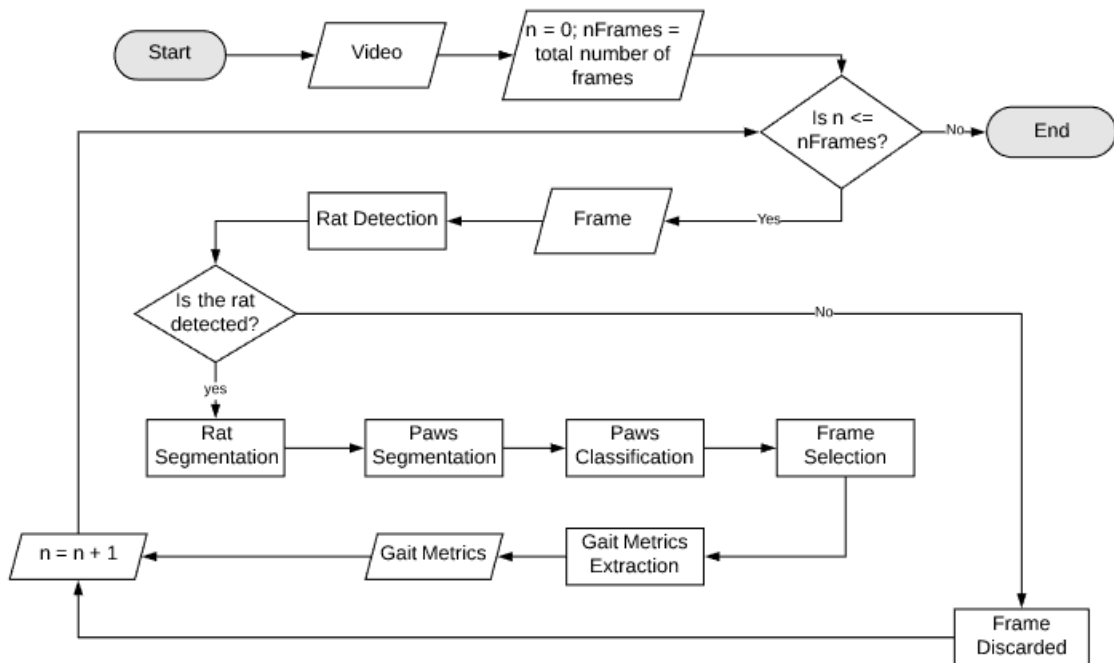 Start
Video
n = 0; nFrames =
total number of
frames
Is n <=
nFrames?
No
End
Yes
Frame
Rat Detection
Is the rat
detected?
No
yes
Rat
Segmentation
Paws
Segmentation
Paws
Classification
Frame
Selection
Gait Metrics
Extraction
Gait Metrics
n = n + 1
Frame
Discarded